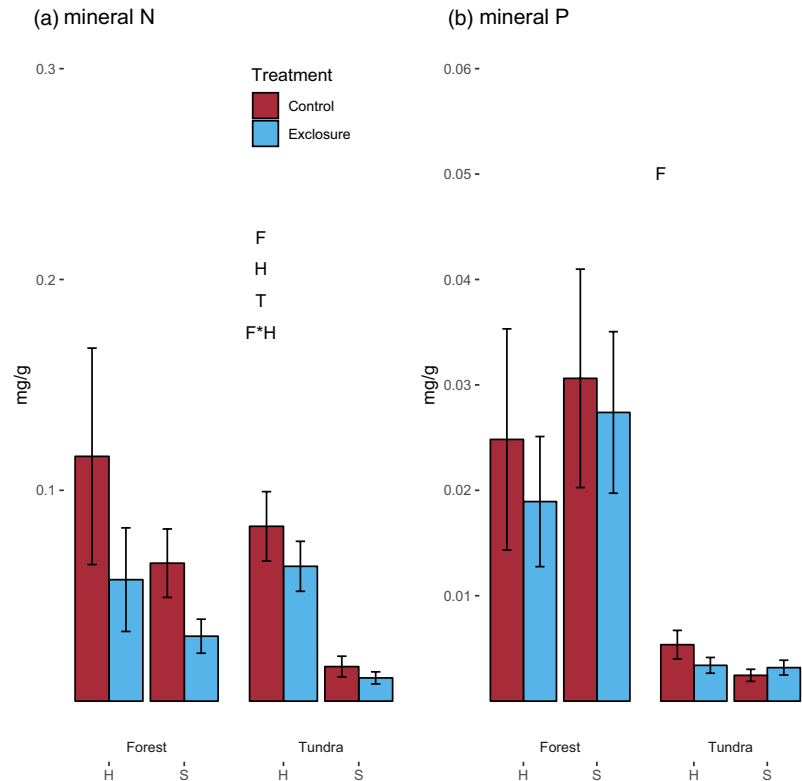 (a) mineral N
0.3
0.2
0.1
mg/g
Treatment
Control
Exclosure
F
H
T
F*H
Forest
Tundra
H S H S
(b) mineral P
0.06
0.05
0.04
0.03
0.02
0.01
mg/g
F
Forest
Tundra
H S H S